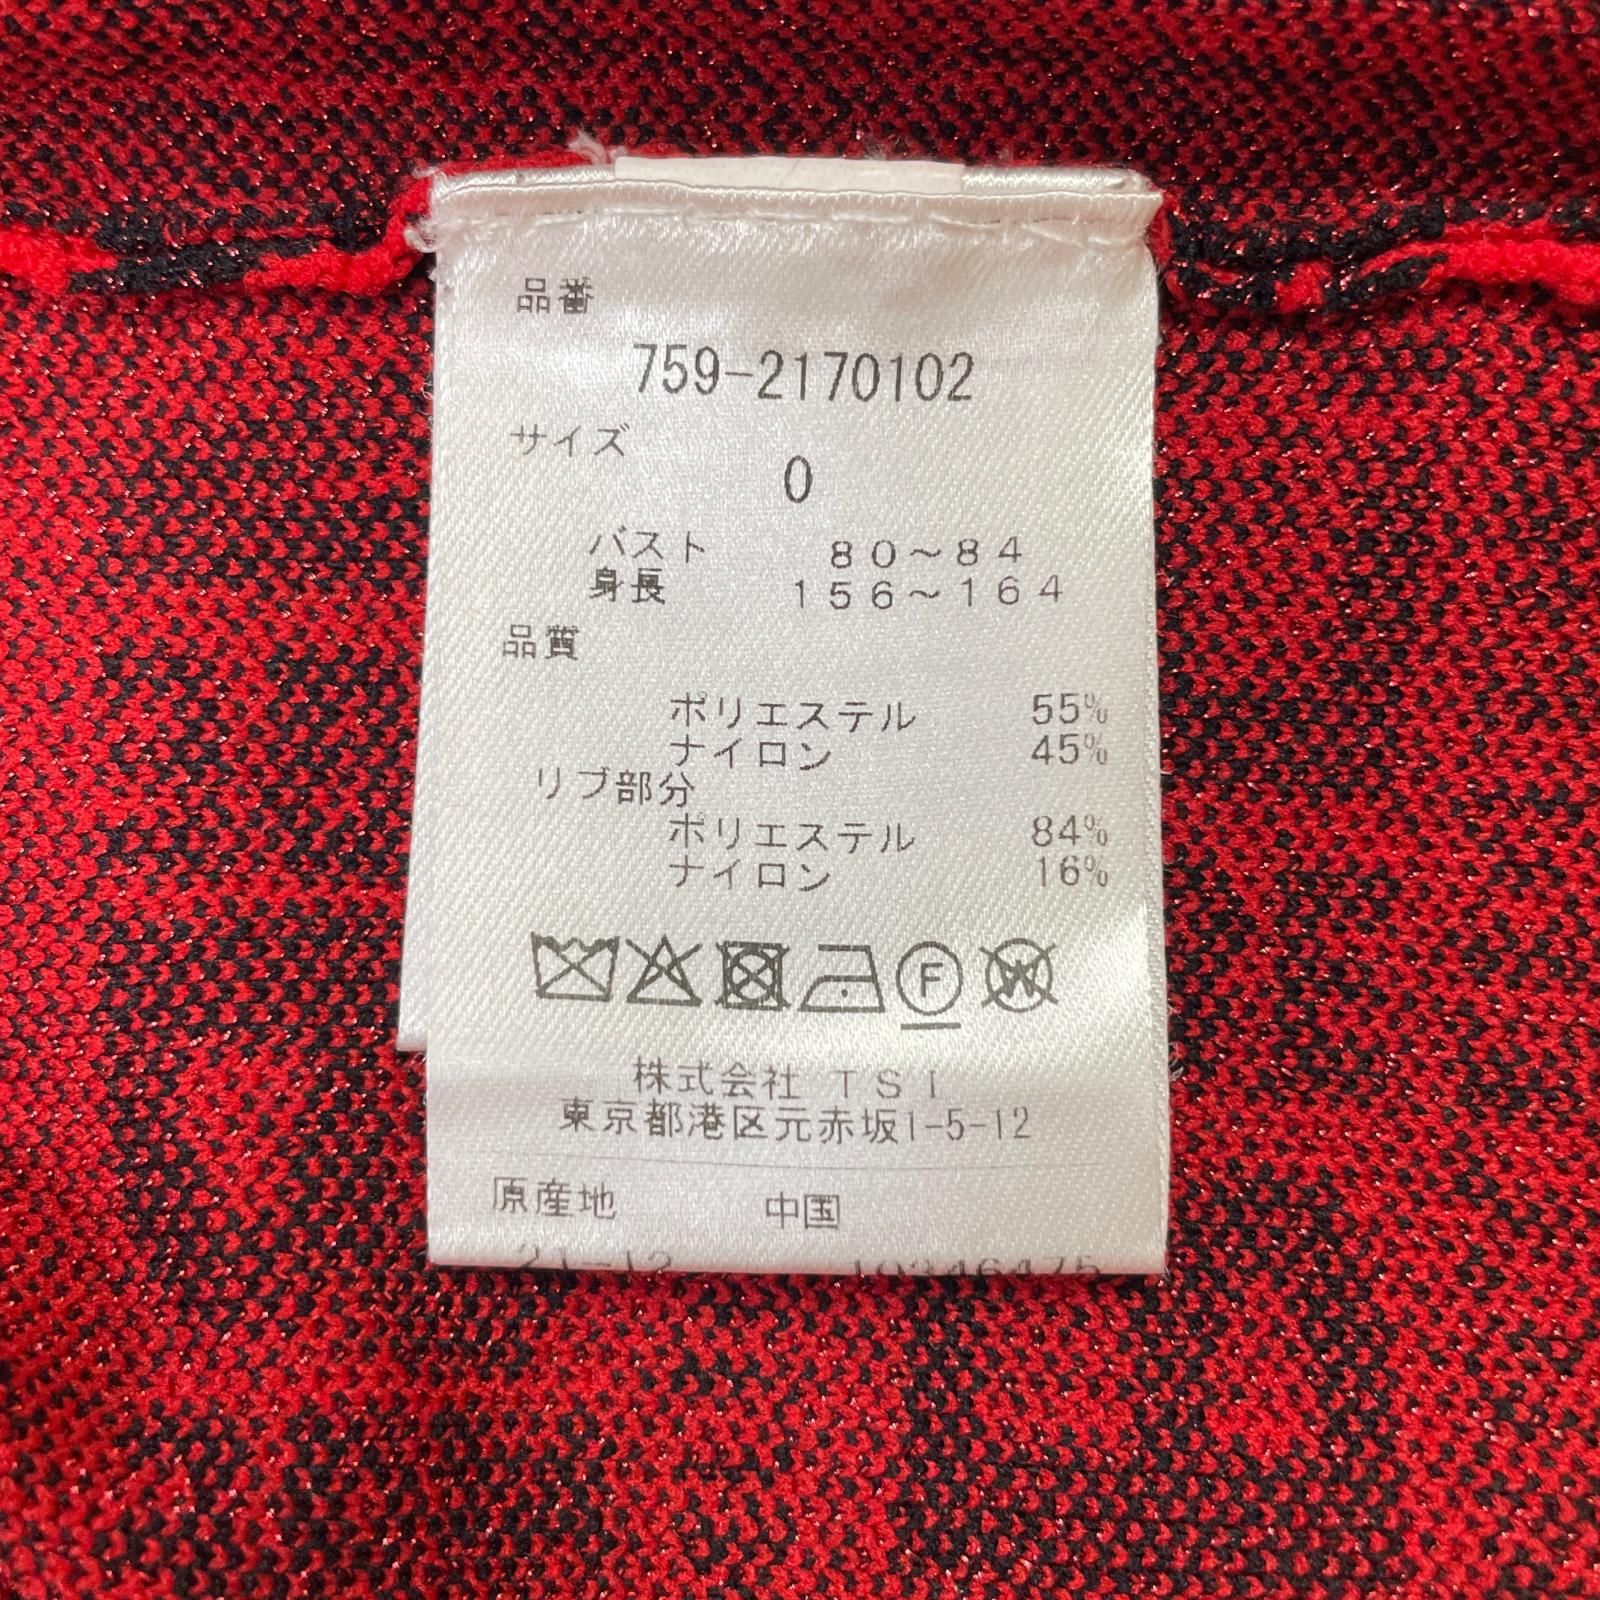 品番
759-2170102
サイズ
0
バスト 80～84
身長 156～164
品質
ポリエステル 55%
ナイロン 45%
リブ部分
ポリエステル 84%
ナイロン 16%
F
W
株式会社 TSI
東京都港区元赤坂1-5-12
原産地 中国
21-12 10346475